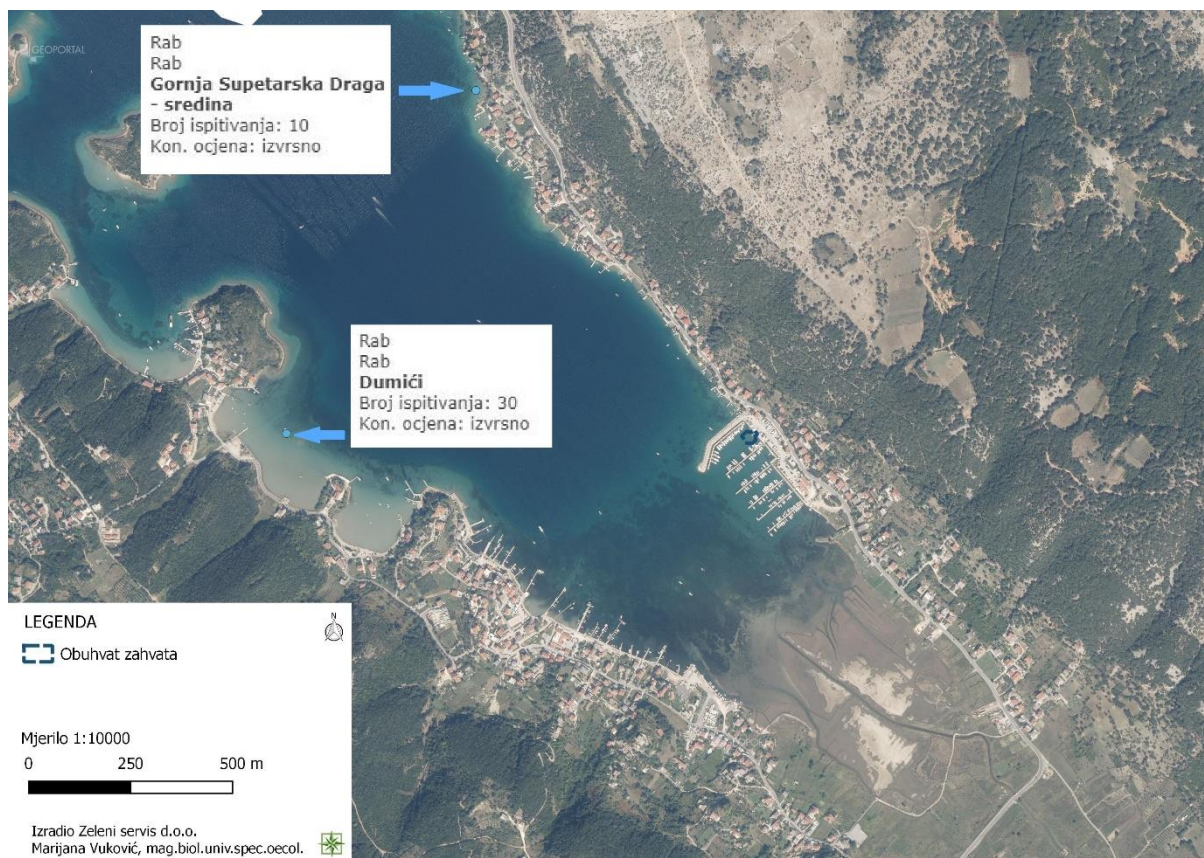 GEOPORTAL
GEOPORTAL
Rab
Rab
Gornja Supetarska Draga
- sredina
Broj ispitivanja: 10
Kon. ocjena: izvrsno
Rab
Rab
Dumići
Broj ispitivanja: 30
Kon. ocjena: izvrsno
LEGENDA
N
Obuhvat zahvata
Mjerilo 1:10000
0 250 500 m
Izradio Zeleni servis d.o.o.
Marijana Vuković, mag.biol.univ.spec.oecol.